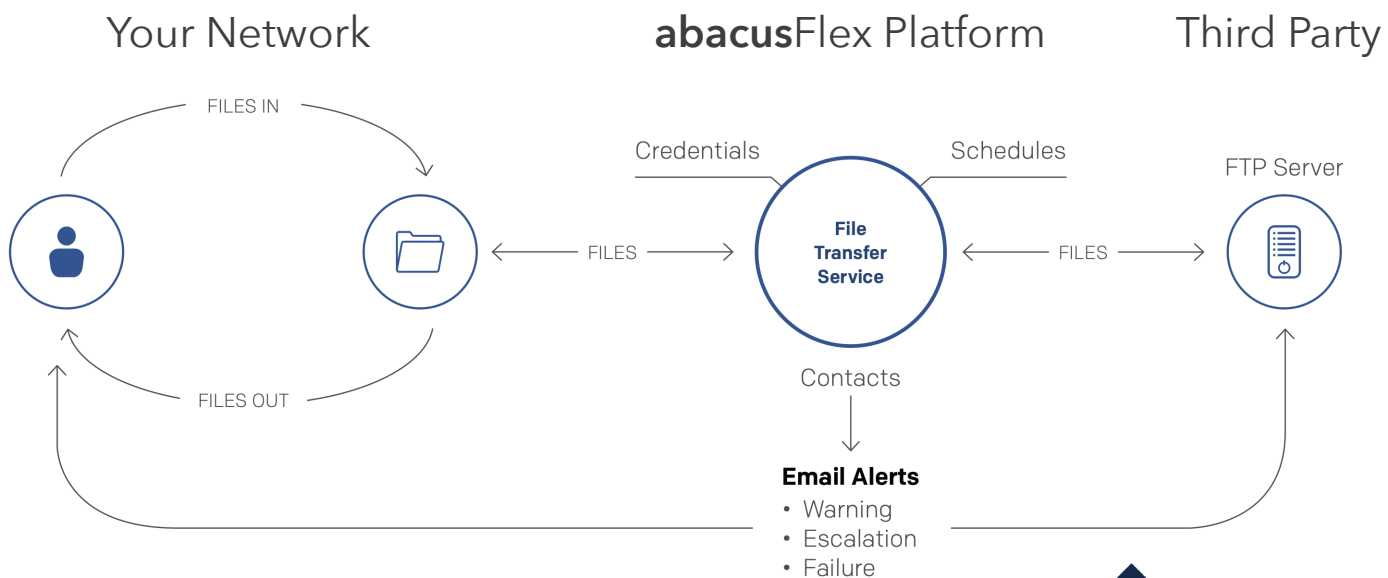 Your Network
abacusFlex Platform
Third Party
FILES IN
Credentials
Schedules
FTP Server
File
Transfer
Service
FILES
FILES
FILES OUT
Contacts
Email Alerts
• Warning
• Escalation
• Failure